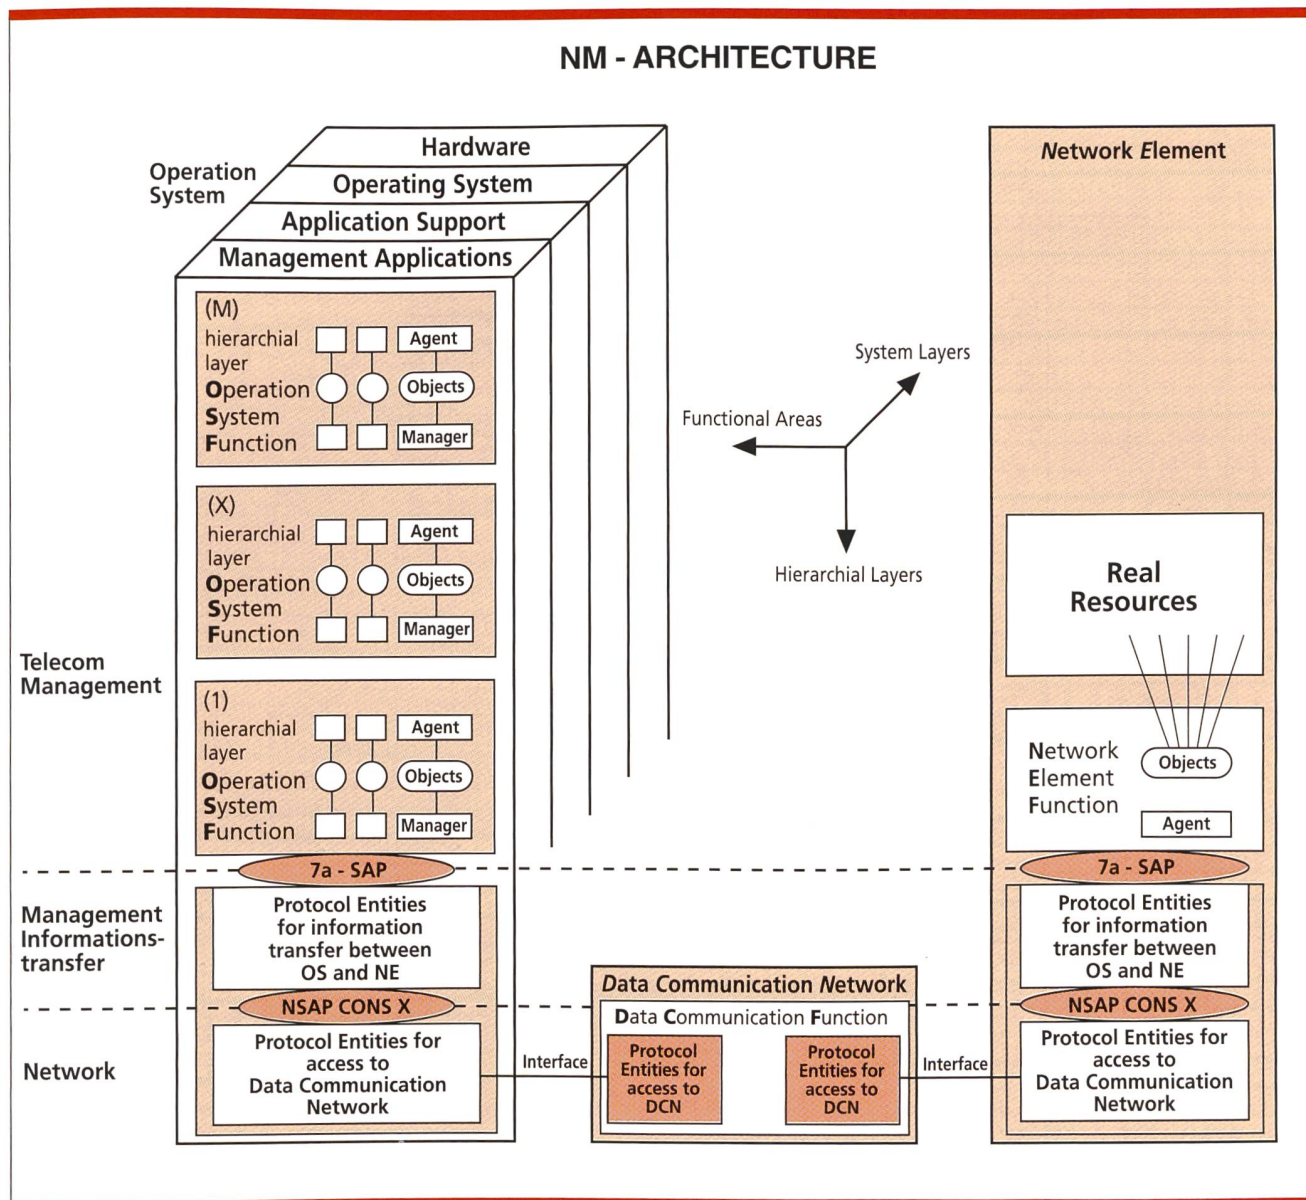 NM - ARCHITECTURE
Operation
System
Hardware
Operating System
Application Support
Management Applications
(M)
hierarchial
layer
Operation
System
Function
Agent
Objects
Manager
(X)
hierarchial
layer
Operation
System
Function
Agent
Objects
Manager
(1)
hierarchial
layer
Operation
System
Function
Agent
Objects
Manager
Telecom
Management
System Layers
Functional Areas
Hierarchial Layers
Network Element
Real
Resources
Network
Element
Function
Objects
Agent
7a - SAP
7a - SAP
Management
Informations-
transfer
Protocol Entities
for information
transfer between
OS and NE
Protocol Entities
for information
transfer between
OS and NE
NSAP CONS X
NSAP CONS X
Network
Protocol Entities for
access to
Data Communication
Network
Interface
Data Communication Network
Data Communication Function
Protocol
Entities for
access to
DCN
Protocol
Entities for
access to
DCN
Interface
Protocol Entities for
access to
Data Communication
Network